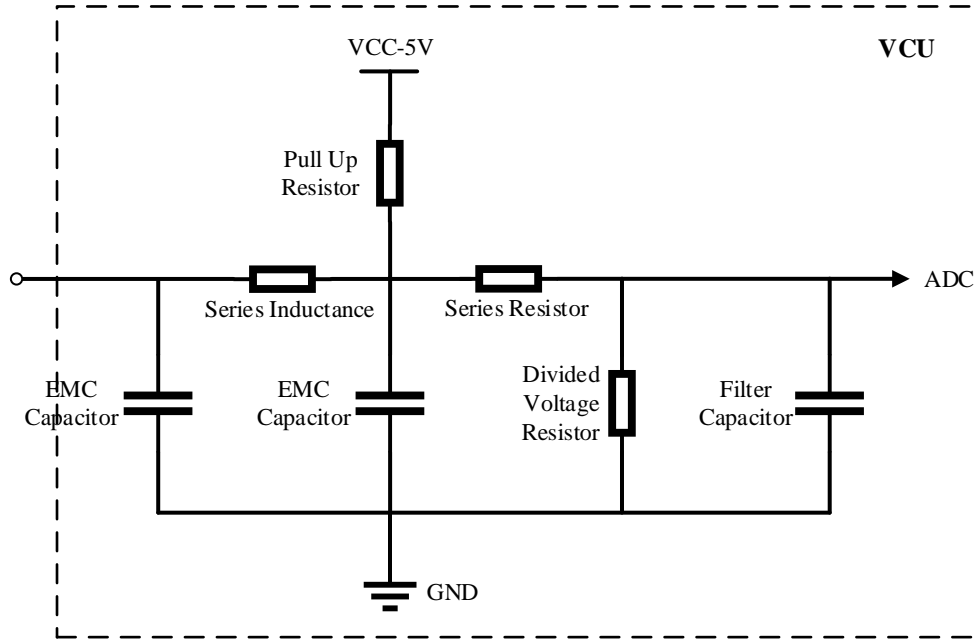 VCC-5V
VCU
Pull Up
Resistor
ADC
Series Inductance
Series Resistor
EMC
Capacitor
EMC
Capacitor
Divided
Voltage
Resistor
Filter
Capacitor
GND